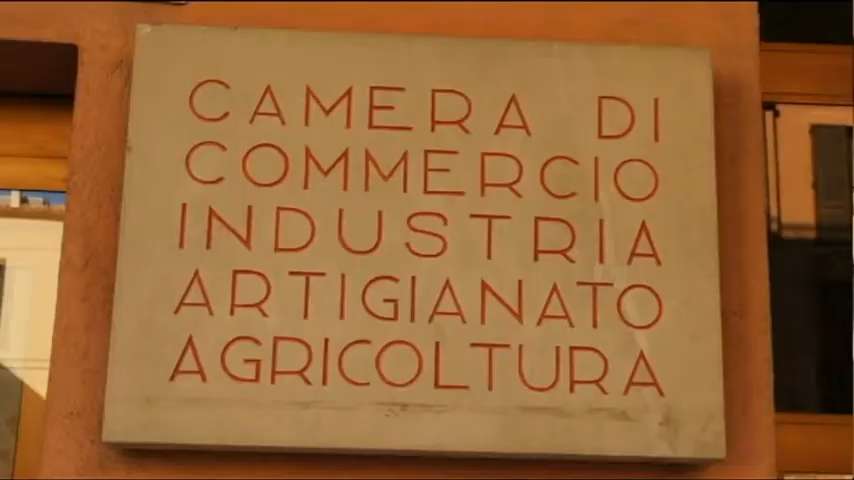 CAMERA DI
COMMERCIO
INDUSTRIA
ARTIGIANATO
AGRICOLTURA